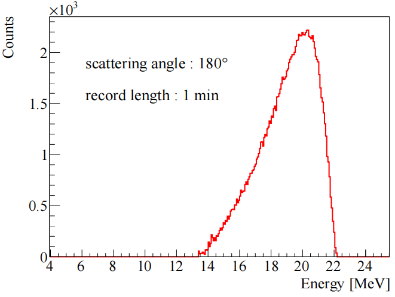 ×10³
Counts
2
1.5
1
0.5
0
scattering angle : 180°
record length : 1 min
4 6 8 10 12 14 16 18 20 22 24
Energy [MeV]